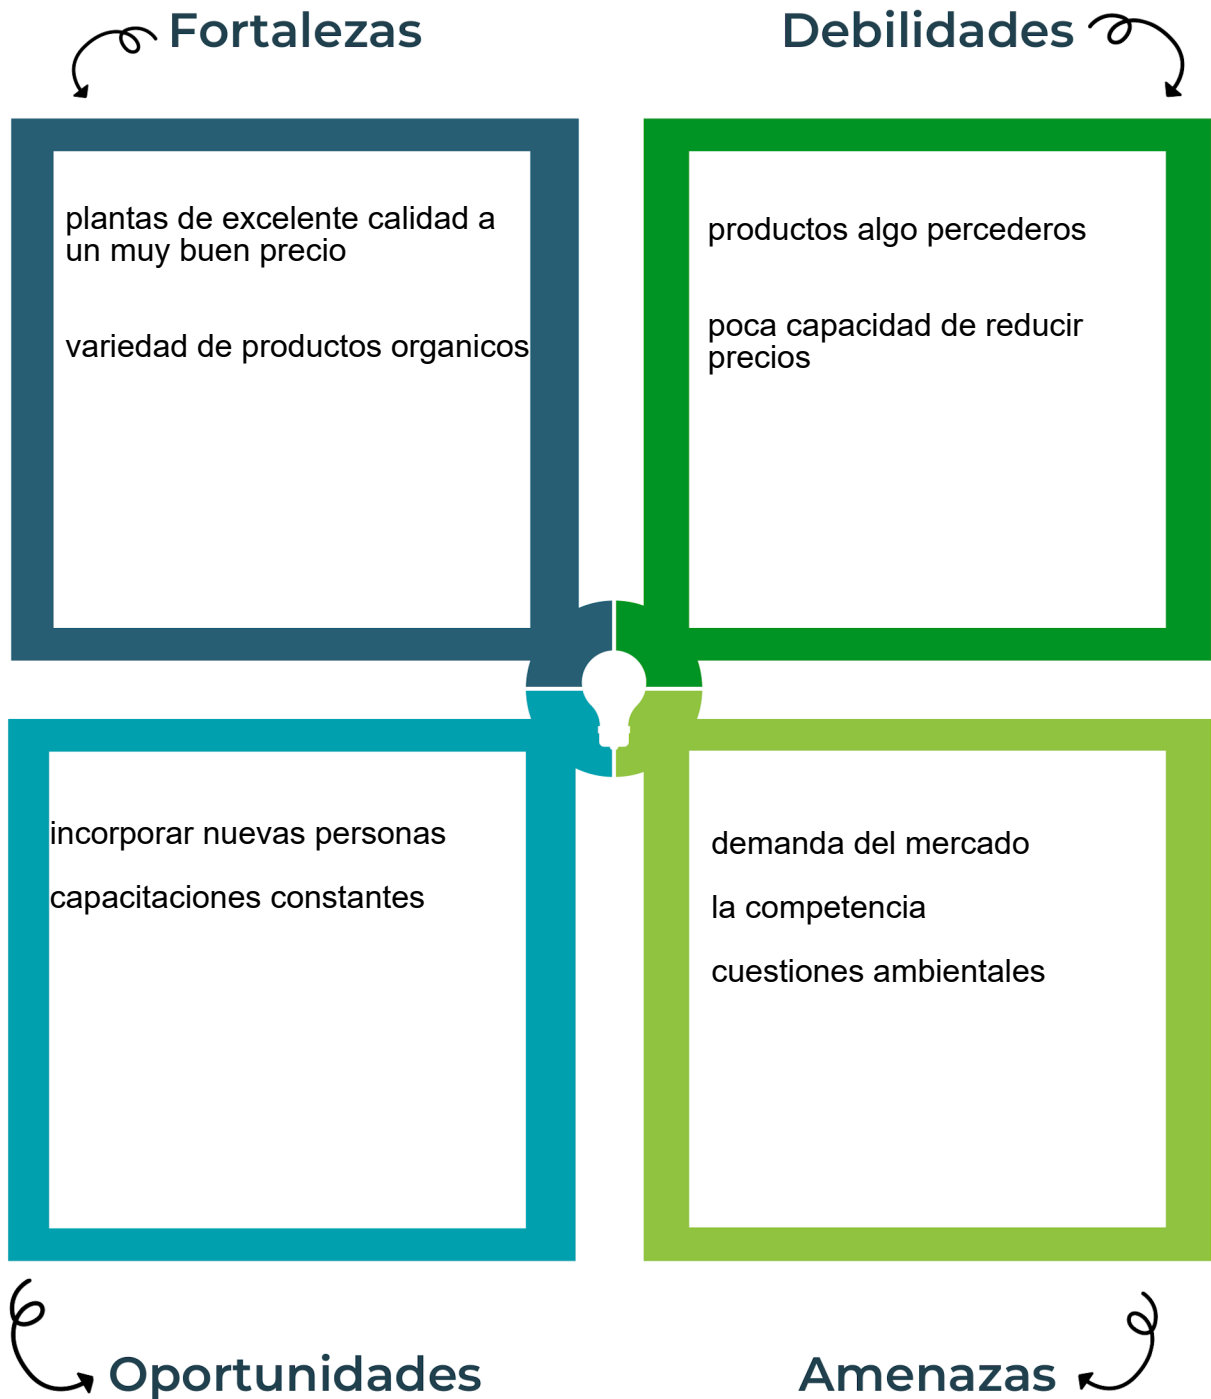 Fortalezas
plantas de excelente calidad a
un muy buen precio
variedad de productos organicos
Debilidades
productos algo percederos
poca capacidad de reducir
precios
incorporar nuevas personas
capacitaciones constantes
Oportunidades
demanda del mercado
la competencia
cuestiones ambientales
Amenazas